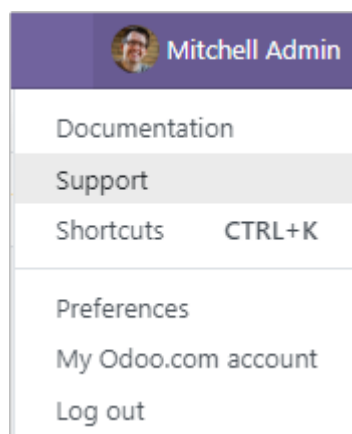 Mitchell Admin
Documentation
Support
Shortcuts CTRL+K
Preferences
My Odoo.com account
Log out